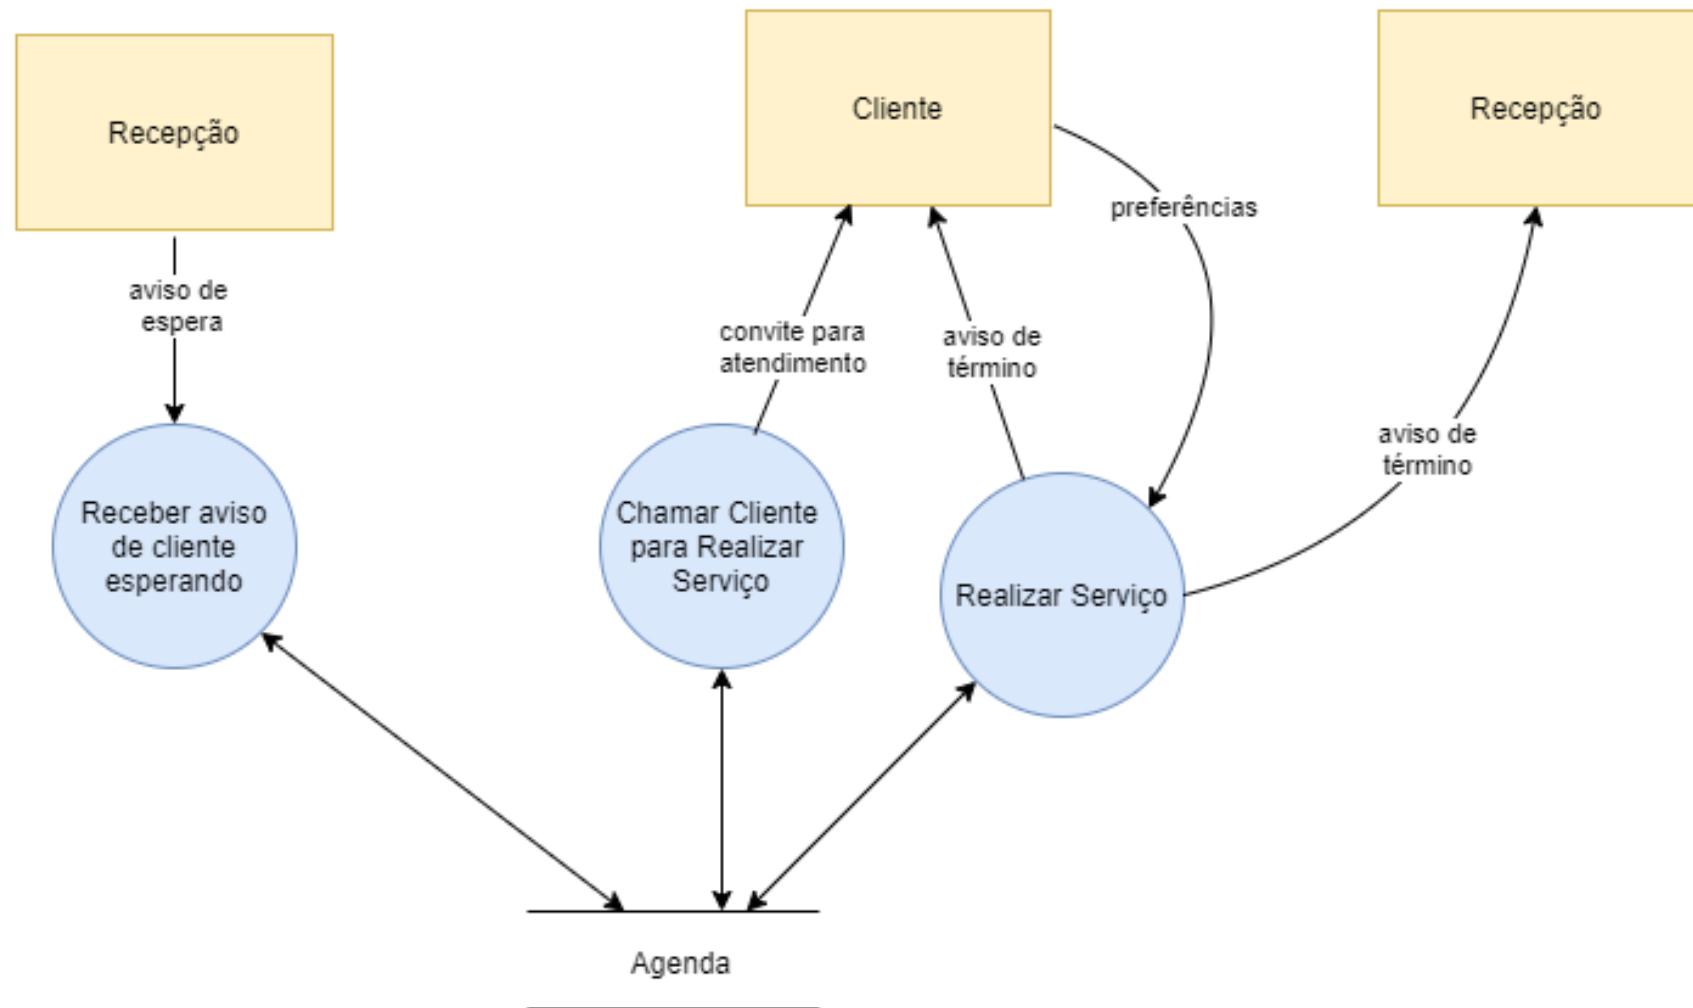 Recepção
Cliente
Recepção
preferências
aviso de
espera
convite para
atendimento
aviso de
término
aviso de
término
Receber aviso
de cliente
esperando
Chamar Cliente
para Realizar
Serviço
Realizar Serviço
Agenda